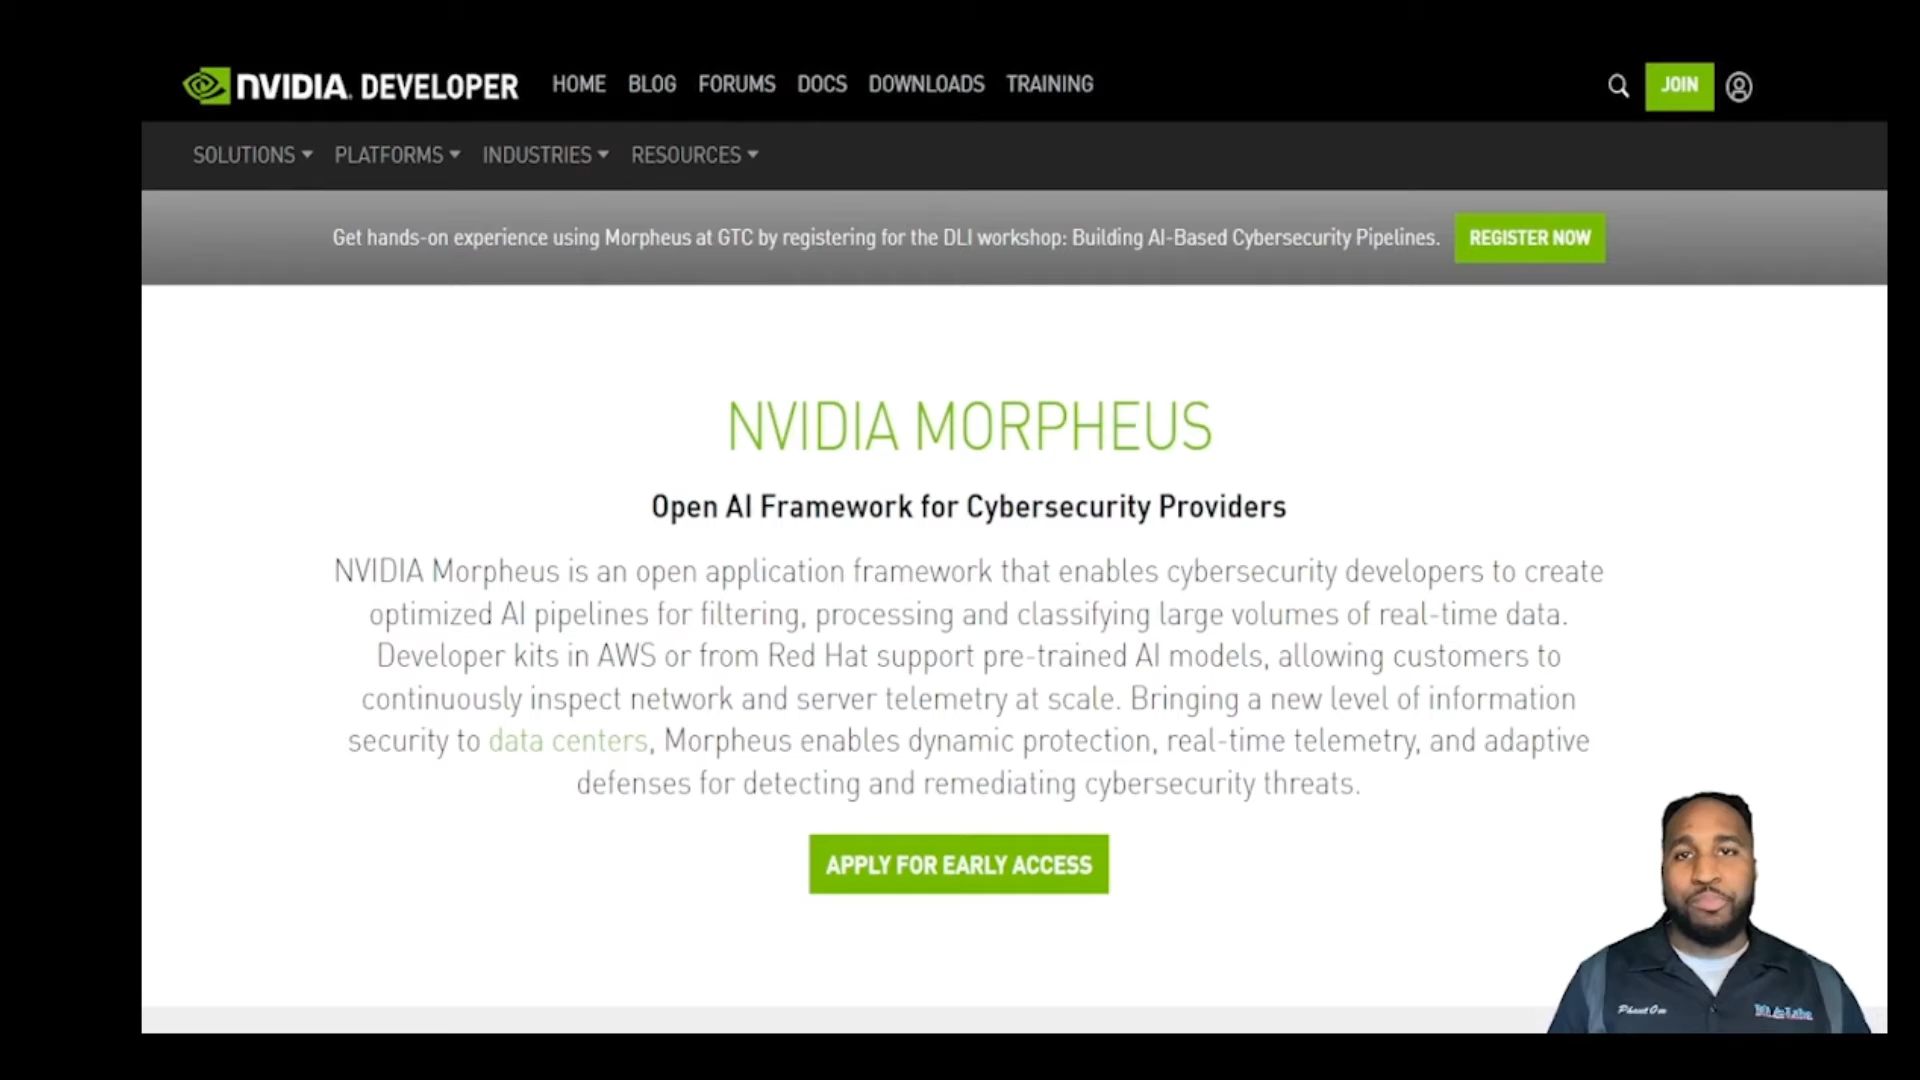 NVIDIA. DEVELOPER HOME BLOG FORUMS DOCS DOWNLOADS TRAINING JOIN
SOLUTIONS PLATFORMS INDUSTRIES RESOURCES
Get hands-on experience using Morpheus at GTC by registering for the DLI workshop: Building AI-Based Cybersecurity Pipelines. REGISTER NOW
NVIDIA MORPHEUS
Open AI Framework for Cybersecurity Providers
NVIDIA Morpheus is an open application framework that enables cybersecurity developers to create
optimized AI pipelines for filtering, processing and classifying large volumes of real-time data.
Developer kits in AWS or from Red Hat support pre-trained AI models, allowing customers to
continuously inspect network and server telemetry at scale. Bringing a new level of information
security to data centers, Morpheus enables dynamic protection, real-time telemetry, and adaptive
defenses for detecting and remediating cybersecurity threats.
APPLY FOR EARLY ACCESS